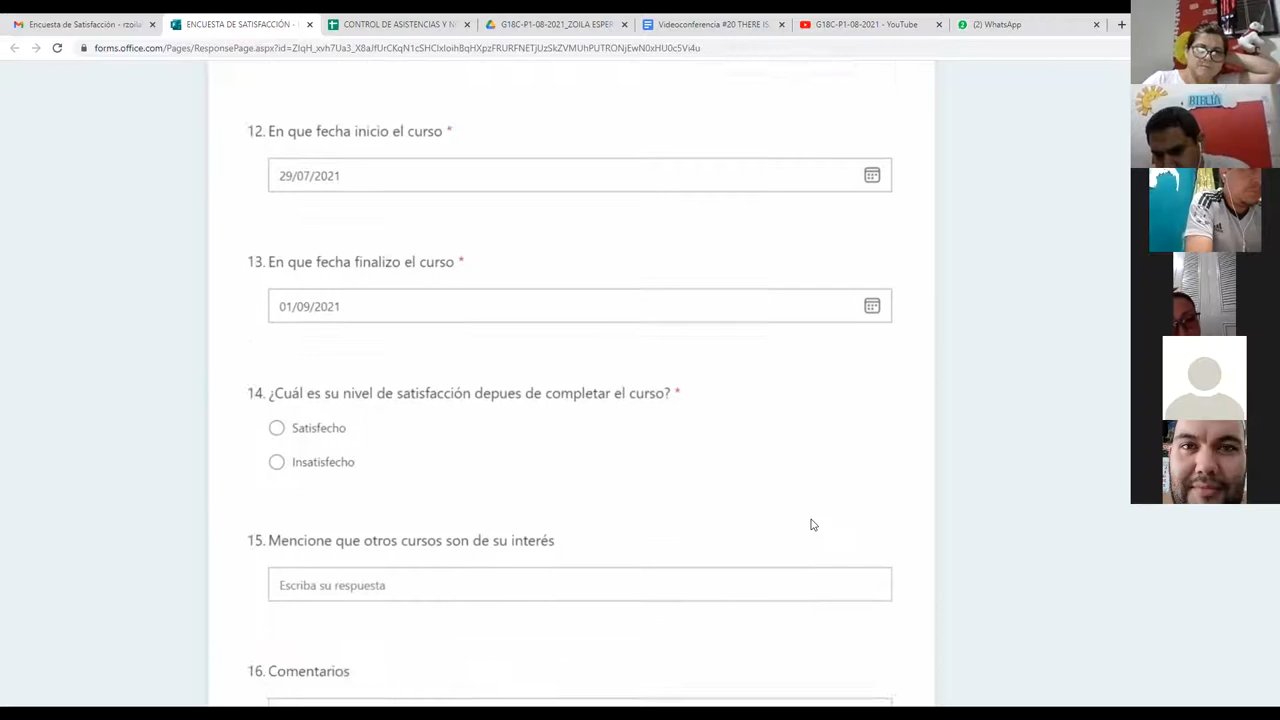 Encuesta de Satisfacción - rzoila
ENCUESTA DE SATISFACCIÓN -
CONTROL DE ASISTENCIAS Y N
G18C-P1-08-2021_ZOILA ESPER
Videoconferencia #20 THERE IS
G18C-P1-08-2021 - YouTube
(2) WhatsApp
BIBLIA
12. En que fecha inicio el curso *
29/07/2021
13. En que fecha finalizo el curso *
01/09/2021
14. ¿Cuál es su nivel de satisfacción depues de completar el curso? *
Satisfecho
Insatisfecho
15. Mencione que otros cursos son de su interés
Escriba su respuesta
16. Comentarios